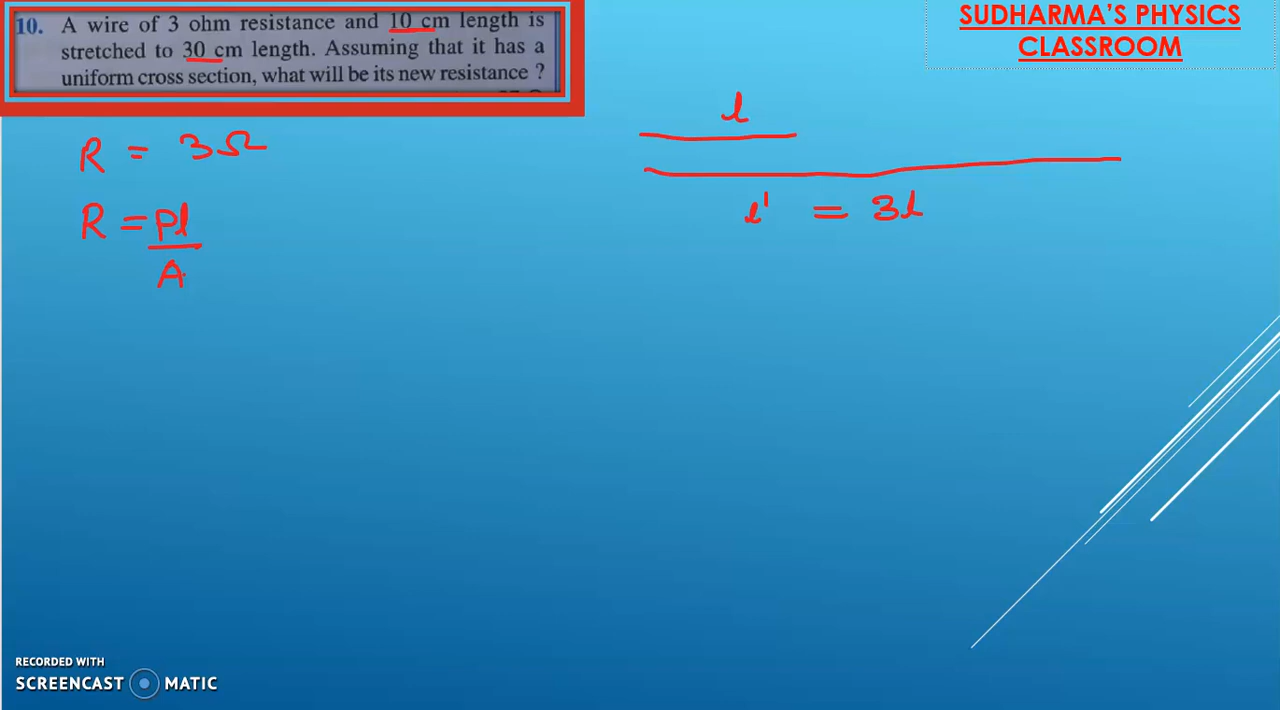 10. A wire of 3 ohm resistance and 10 cm length is
stretched to 30 cm length. Assuming that it has a
uniform cross section, what will be its new resistance ?
SUDHARMA'S PHYSICS
CLASSROOM
R = 3Ω
R = ρl
A
l
l' = 3l
RECORDED WITH
SCREENCAST MATIC